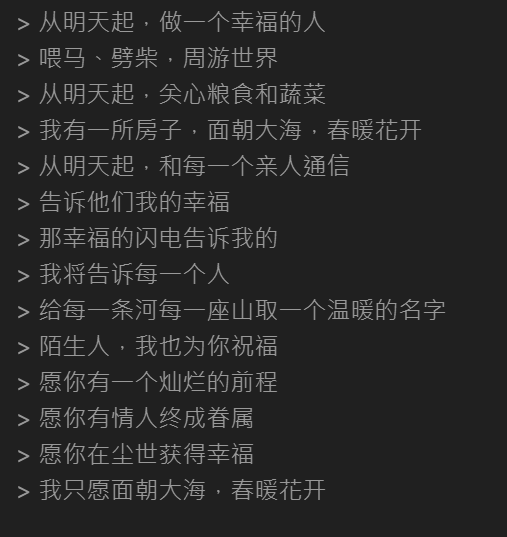 > 从明天起，做一个幸福的人
> 喂马、劈柴，周游世界
> 从明天起，关心粮食和蔬菜
> 我有一所房子，面朝大海，春暖花开
> 从明天起，和每一个亲人通信
> 告诉他们我的幸福
> 那幸福的闪电告诉我的
> 我将告诉每一个人
> 给每一条河每一座山取一个温暖的名字
> 陌生人，我也为你祝福
> 愿你有一个灿烂的前程
> 愿你有情人终成眷属
> 愿你在尘世获得幸福
> 我只愿面朝大海，春暖花开